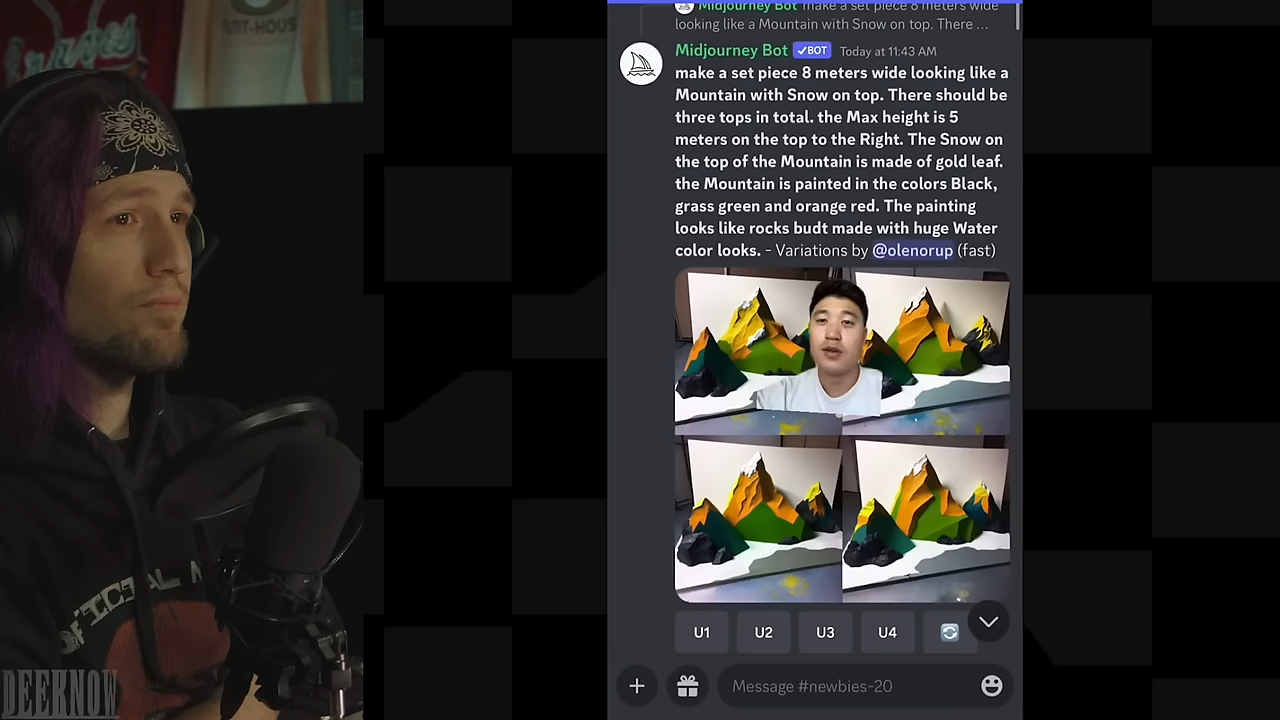 Midjourney Bot make a set piece 8 meters wide
looking like a Mountain with Snow on top. There ...
Midjourney Bot ✓BOT Today at 11:43 AM
make a set piece 8 meters wide looking like a
Mountain with Snow on top. There should be
three tops in total. the Max height is 5
meters on the top to the Right. The Snow on
the top of the Mountain is made of gold leaf.
the Mountain is painted in the colors Black,
grass green and orange red. The painting
looks like rocks budt made with huge Water
color looks. - Variations by @olenorup (fast)
U1 U2 U3 U4
Message #newbies-20
DEEKNOW